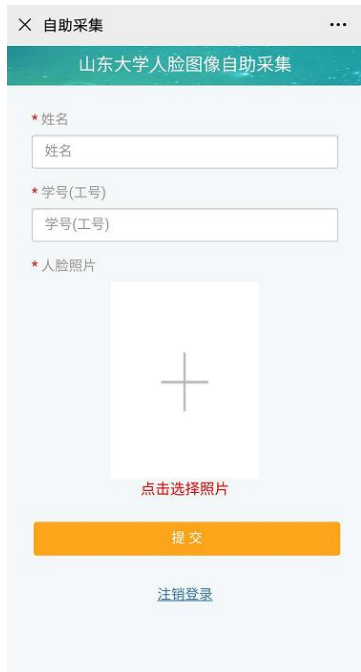 自助采集
山东大学人脸图像自助采集
*姓名
姓名
*学号(工号)
学号(工号)
*人脸照片
点击选择照片
提交
注销登录